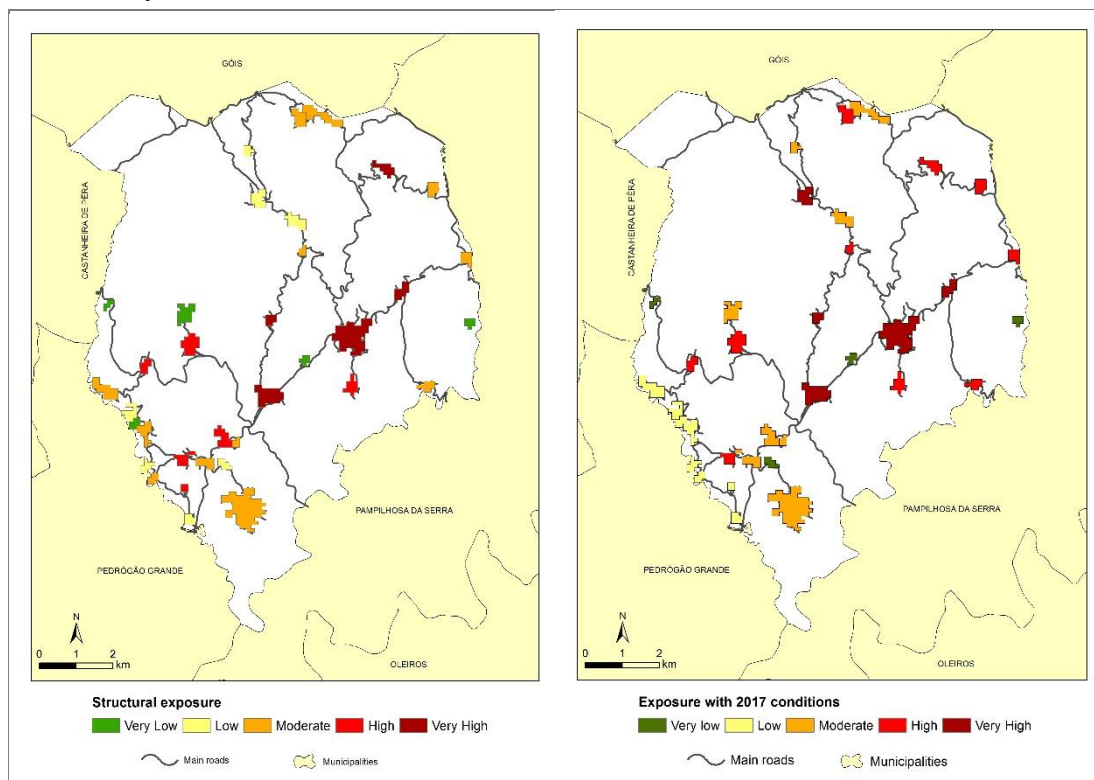 GÓIS
CASTANHEIRA DE PÊRA
PAMPILHOSA DA SERRA
PEDRÓGÃO GRANDE
OLEIROS
N
0 1 2
km
Structural exposure
Very Low Low Moderate High Very High
Main roads Municipalities
GÓIS
CASTANHEIRA DE PÊRA
PAMPILHOSA DA SERRA
PEDRÓGÃO GRANDE
OLEIROS
N
0 1 2
km
Exposure with 2017 conditions
Very low Low Moderate High Very High
Main roads Municipalities